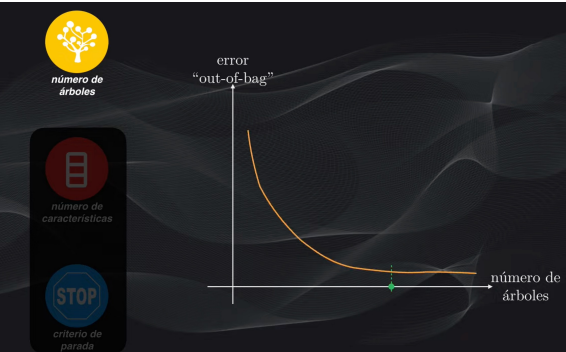 número de
árboles
error
“out-of-bag”
número de
características
STOP
criterio de
parada
número de
árboles